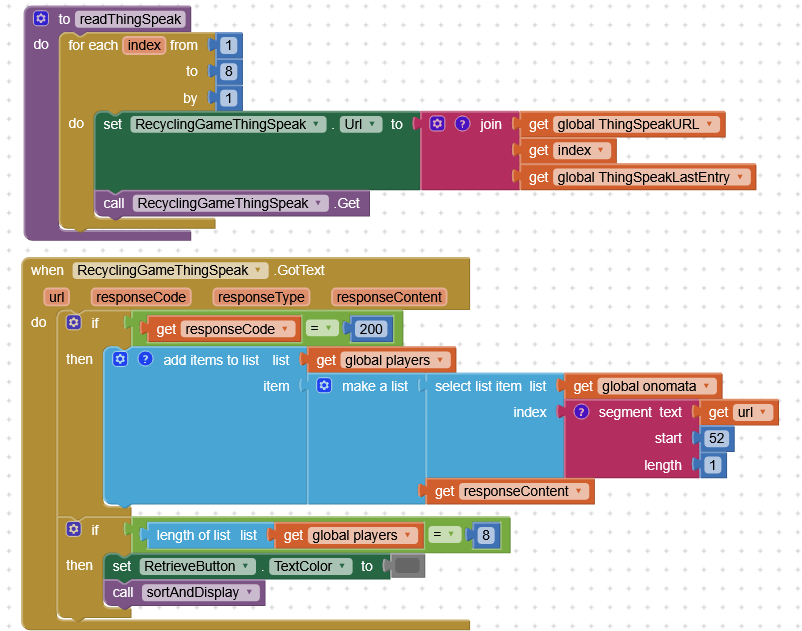 to readThingSpeak
do for each index from 1
to 8
by 1
do set RecyclingGameThingSpeak . Url to ? join get global ThingSpeakURL
get index
get global ThingSpeakLastEntry
call RecyclingGameThingSpeak .Get
when RecyclingGameThingSpeak .GotText
url responseCode responseType responseContent
do if get responseCode = 200
then ? add items to list list get global players
item make a list select list item list get global onomata
index ? segment text get url
start 52
length 1
get responseContent
if length of list list get global players = 8
then set RetrieveButton . TextColor to
call sortAndDisplay